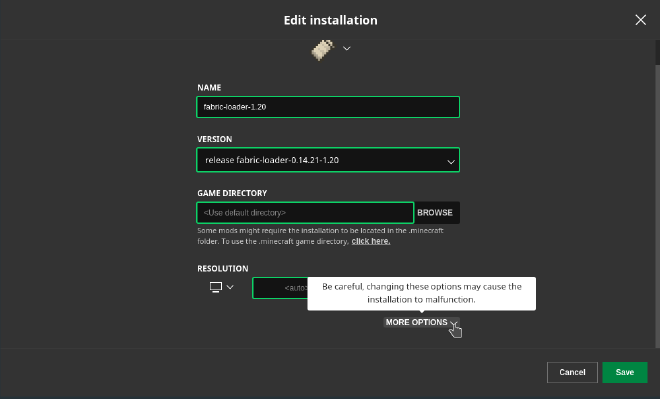 Edit installation
NAME
fabric-loader-1.20
VERSION
release fabric-loader-0.14.21-1.20
GAME DIRECTORY
<Use default directory>
BROWSE
Some mods might require the installation to be located in the .minecraft
folder. To use the .minecraft game directory, click here.
RESOLUTION
<auto>
Be careful, changing these options may cause the
installation to malfunction.
MORE OPTIONS
Cancel
Save